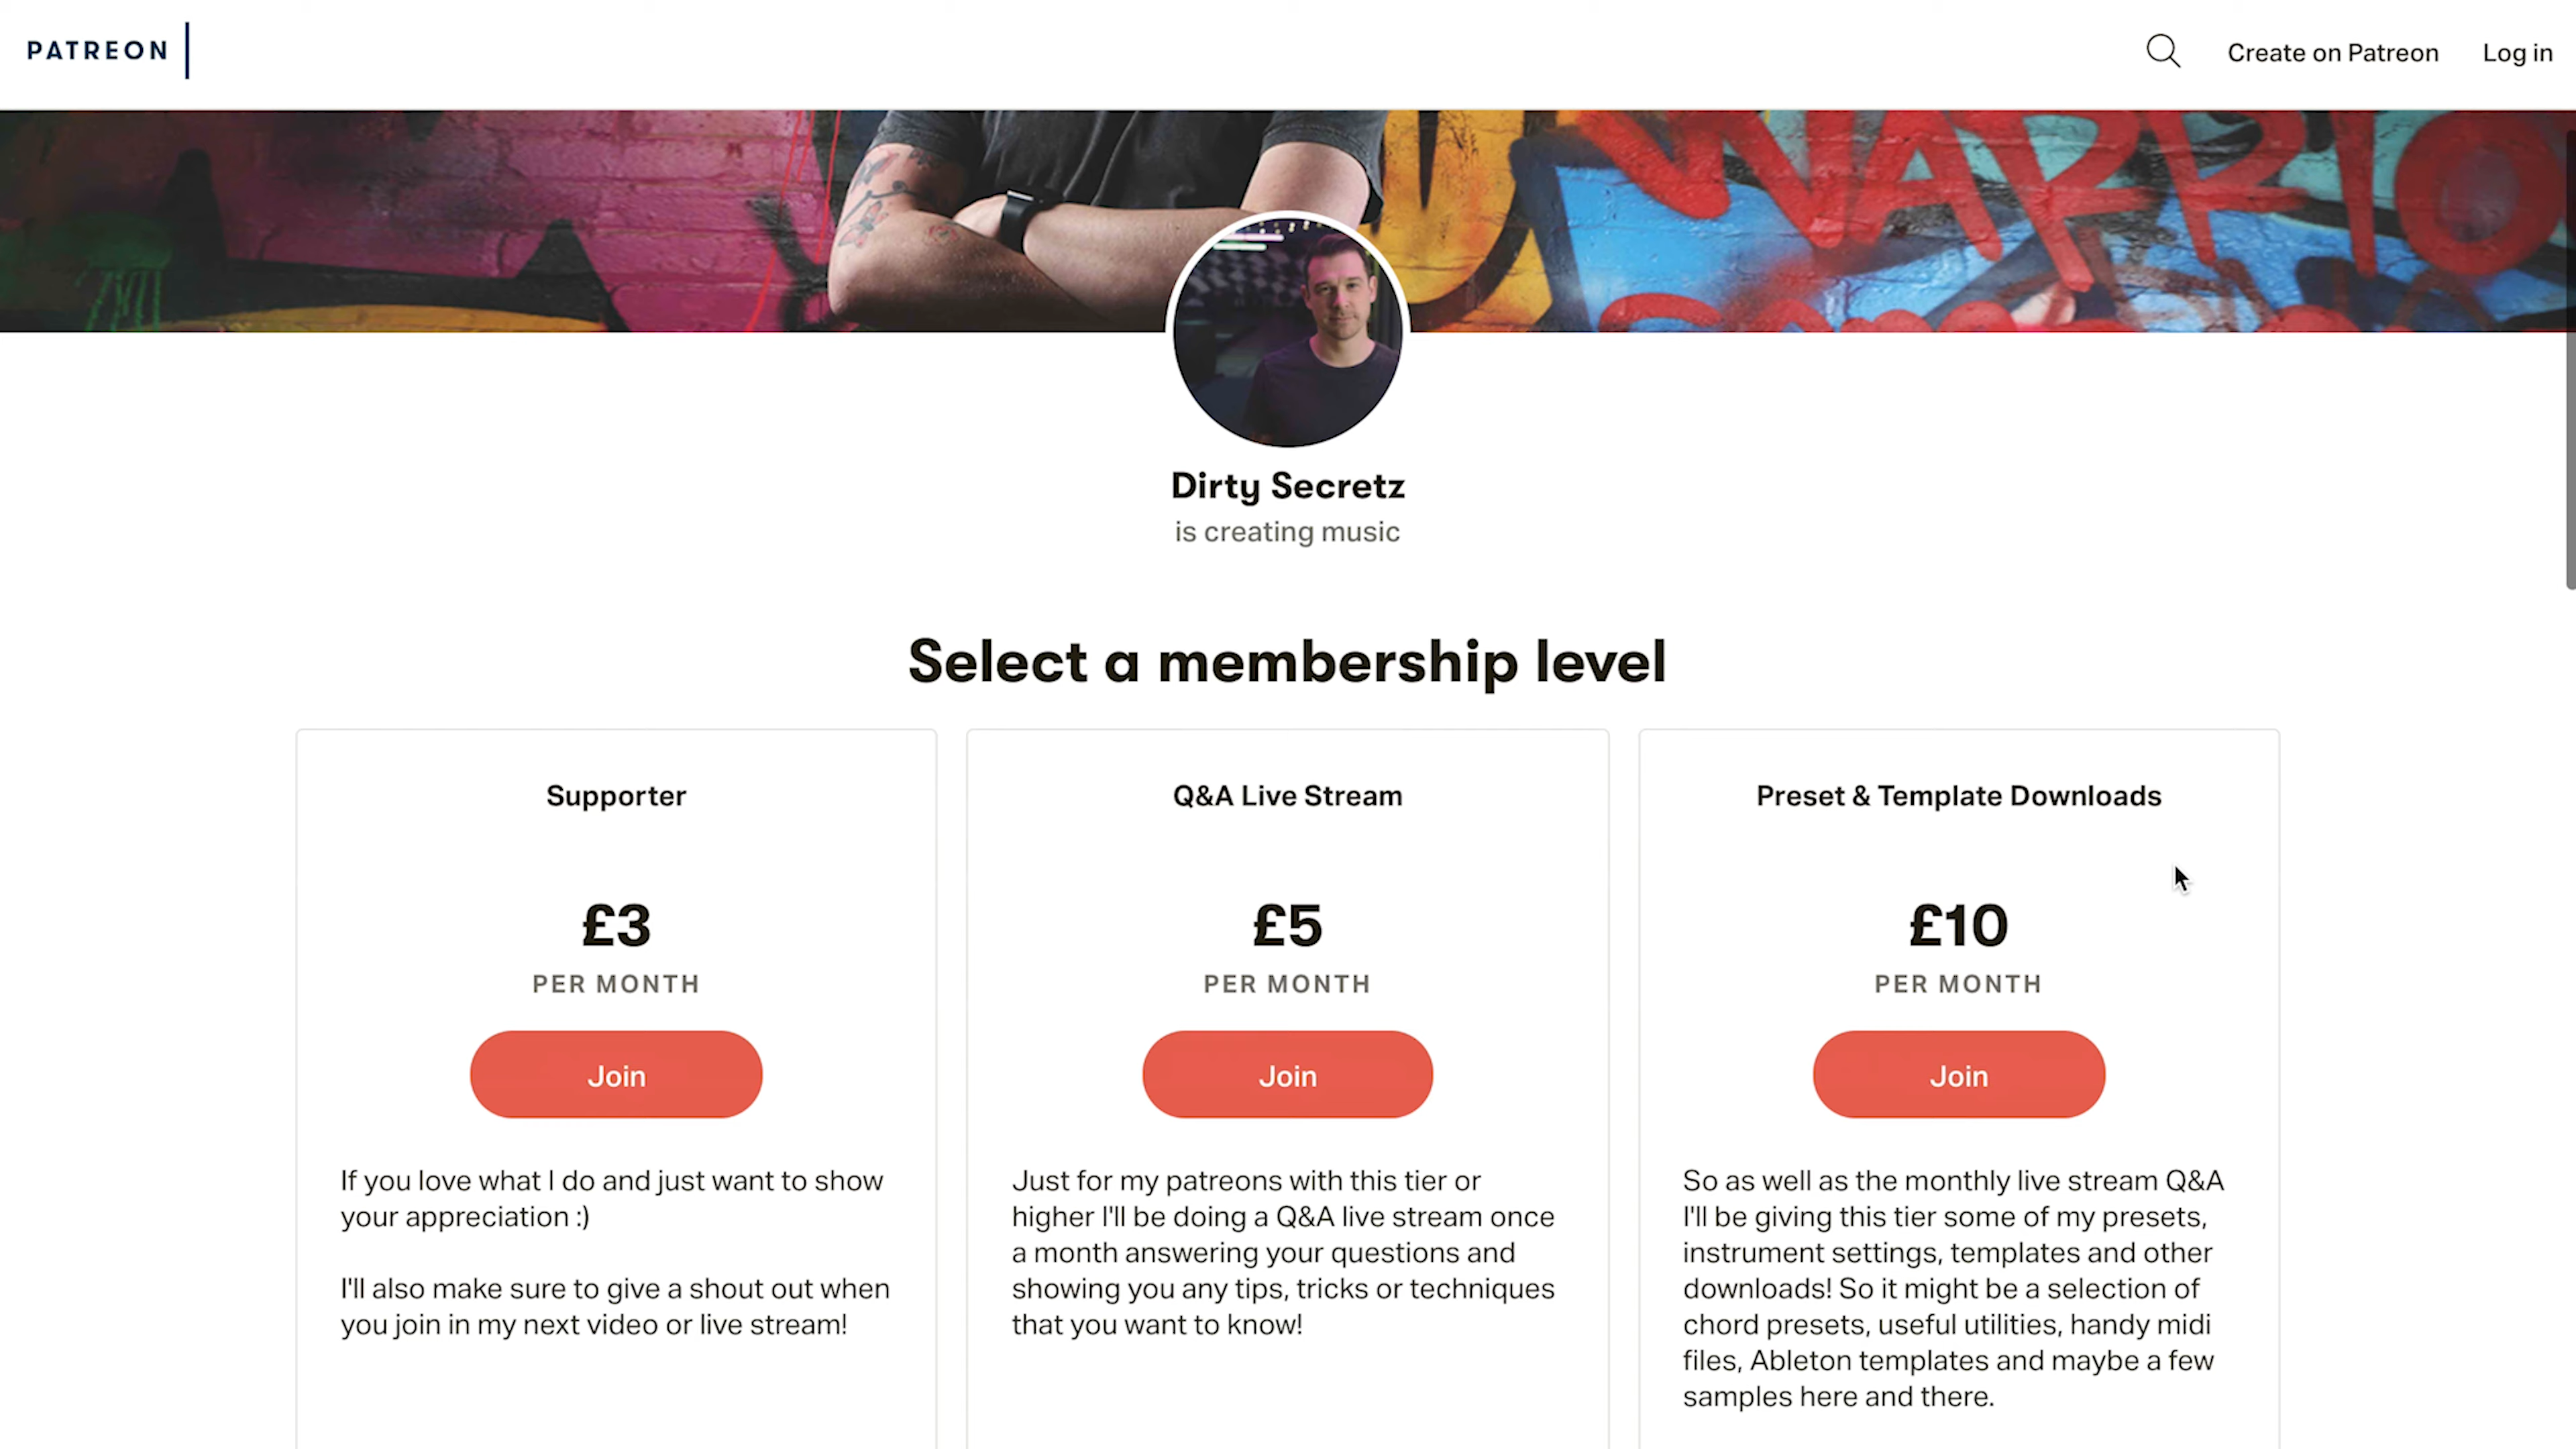 PATREON
Create on Patreon
Log in
WARRIO
Dirty Secretz
is creating music
Select a membership level
Supporter
£3
PER MONTH
Join
If you love what I do and just want to show
your appreciation :)
I'll also make sure to give a shout out when
you join in my next video or live stream!
Q&A Live Stream
£5
PER MONTH
Join
Just for my patreons with this tier or
higher I'll be doing a Q&A live stream once
a month answering your questions and
showing you any tips, tricks or techniques
that you want to know!
Preset & Template Downloads
£10
PER MONTH
Join
So as well as the monthly live stream Q&A
I'll be giving this tier some of my presets,
instrument settings, templates and other
downloads! So it might be a selection of
chord presets, useful utilities, handy midi
files, Ableton templates and maybe a few
samples here and there.